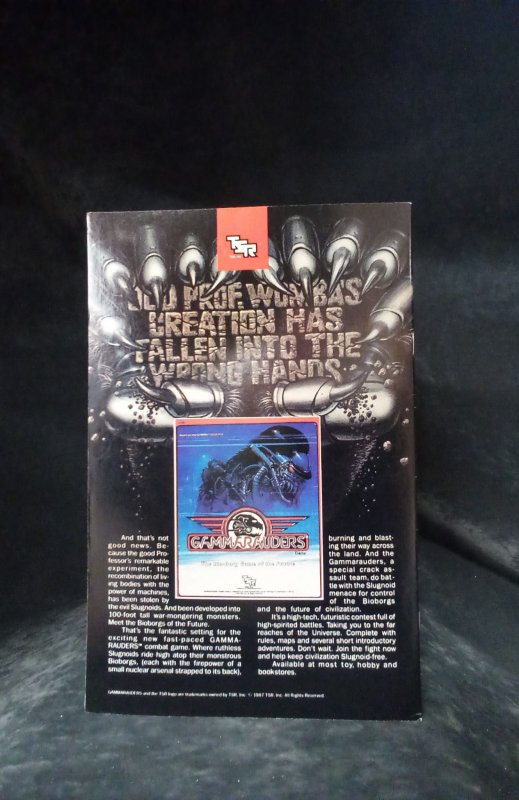 TSR
OLD PROF. WOMBAS
CREATION HAS
FALLEN INTO THE
WRONG HANDS
GAMMARAUDERS
Game
The Bio-borg Game of the Future
TSR
And that's not
good news. Be-
cause the good Pro-
fessor's remarkable
experiment, the
recombination of liv-
ing bodies with the
power of machines,
has been stolen by
the evil Slugnoids. And been developed into
100-foot tall war-mongering monsters.
Meet the Bioborgs of the Future.
That's the fantastic setting for the
exciting new fast-paced GAMMA-
RAUDERS™ combat game. Where ruthless
Slugnoids ride high atop their monstrous
Bioborgs, (each with the firepower of a
small nuclear arsenal strapped to its back),
burning and blast-
ing their way across
the land. And the
Gammarauders, a
special crack as-
sault team, do bat-
tle with the Slugnoid
menace for control
of the Bioborgs
and the future of civilization.
It's a high-tech, futuristic contest full of
high-spirited battles. Taking you to the far
reaches of the Universe. Complete with
rules, maps and several short introductory
adventures. Don't wait. Join the fight now
and help keep civilization Slugnoid-free.
Available at most toy, hobby and
bookstores.
GAMMARAUDERS and the TSR logo are trademarks owned by TSR, Inc. © 1987 TSR, Inc. All Rights Reserved.